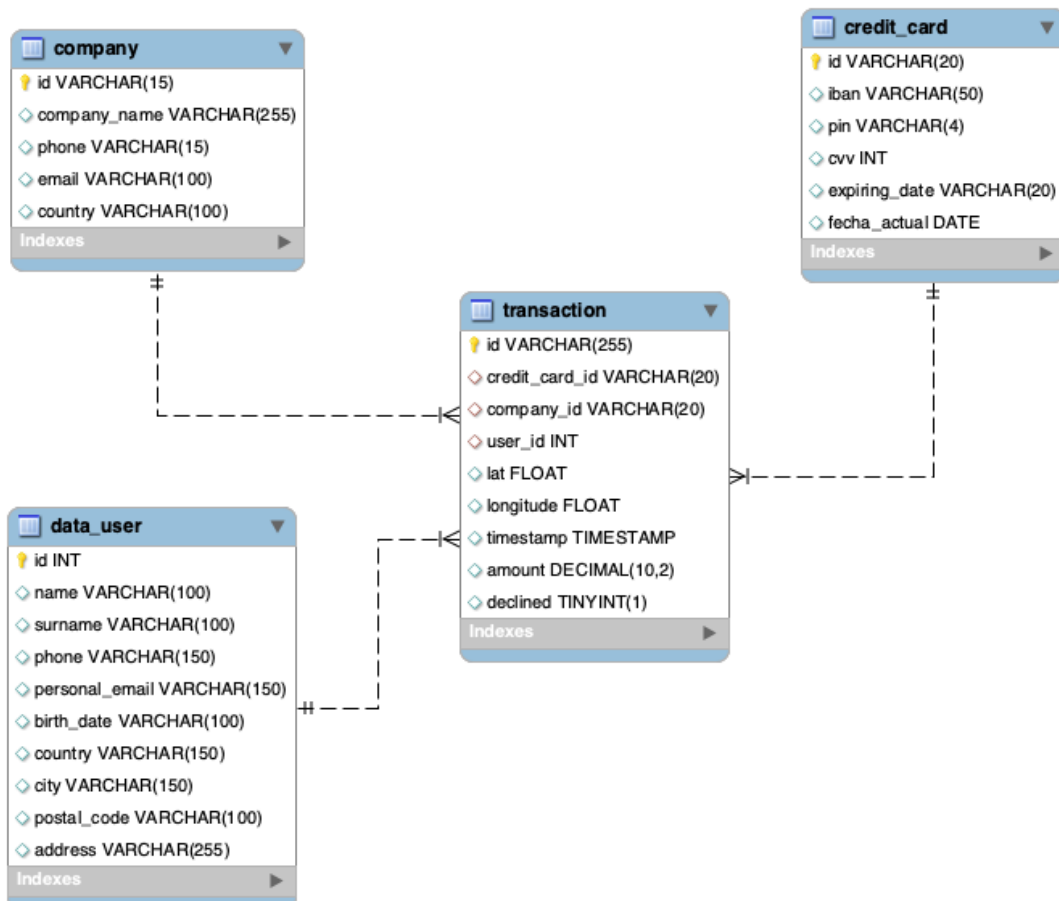 company
id VARCHAR(15)
company_name VARCHAR(255)
phone VARCHAR(15)
email VARCHAR(100)
country VARCHAR(100)
Indexes
credit_card
id VARCHAR(20)
iban VARCHAR(50)
pin VARCHAR(4)
cvv INT
expiring_date VARCHAR(20)
fecha_actual DATE
Indexes
transaction
id VARCHAR(255)
credit_card_id VARCHAR(20)
company_id VARCHAR(20)
user_id INT
lat FLOAT
longitude FLOAT
timestamp TIMESTAMP
amount DECIMAL(10,2)
declined TINYINT(1)
Indexes
data_user
id INT
name VARCHAR(100)
surname VARCHAR(100)
phone VARCHAR(150)
personal_email VARCHAR(150)
birth_date VARCHAR(100)
country VARCHAR(150)
city VARCHAR(150)
postal_code VARCHAR(100)
address VARCHAR(255)
Indexes